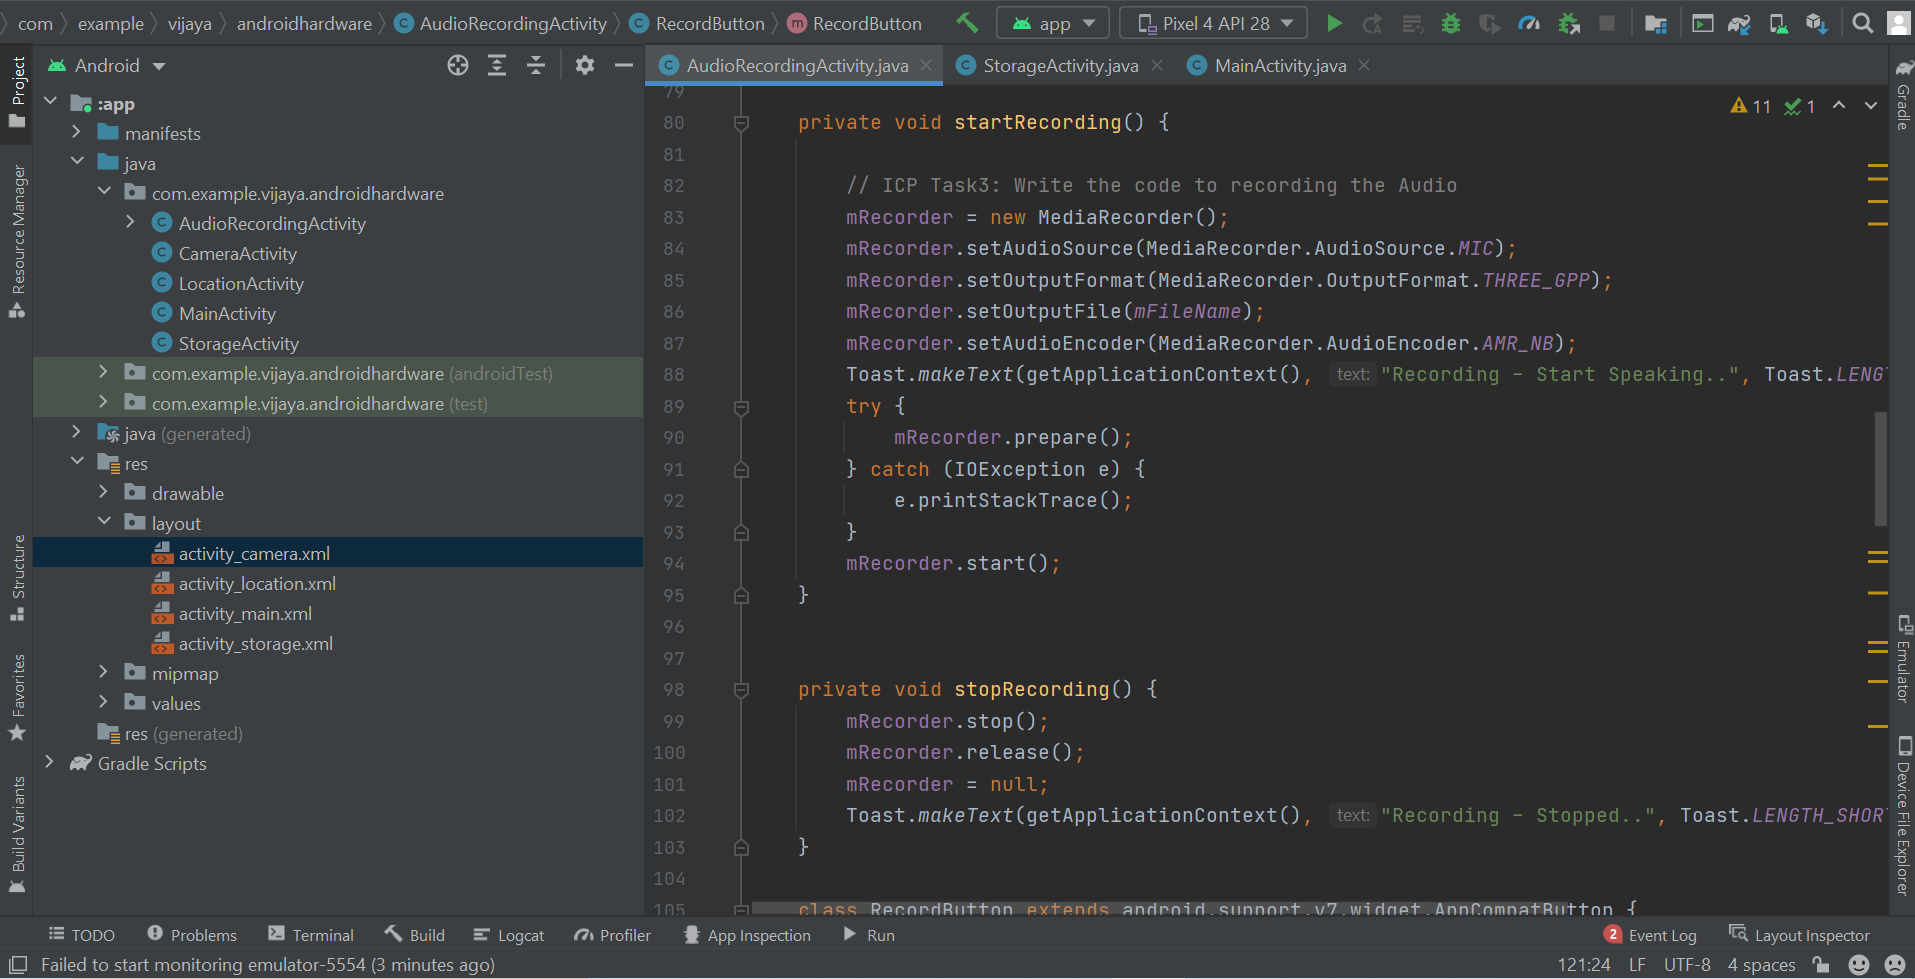 com example vijaya androidhardware AudioRecordingActivity RecordButton RecordButton app Pixel 4 API 28
Project
Resource Manager
Structure
Favorites
Build Variants
Android
:app
manifests
java
com.example.vijaya.androidhardware
AudioRecordingActivity
CameraActivity
LocationActivity
MainActivity
StorageActivity
com.example.vijaya.androidhardware (androidTest)
com.example.vijaya.androidhardware (test)
java (generated)
res
drawable
layout
activity_camera.xml
activity_location.xml
activity_main.xml
activity_storage.xml
mipmap
values
res (generated)
Gradle Scripts
AudioRecordingActivity.java StorageActivity.java MainActivity.java
11 1
79
80 private void startRecording() {
81
82 // ICP Task3: Write the code to recording the Audio
83 mRecorder = new MediaRecorder();
84 mRecorder.setAudioSource(MediaRecorder.AudioSource.MIC);
85 mRecorder.setOutputFormat(MediaRecorder.OutputFormat.THREE_GPP);
86 mRecorder.setOutputFile(mFileName);
87 mRecorder.setAudioEncoder(MediaRecorder.AudioEncoder.AMR_NB);
88 Toast.makeText(getApplicationContext(), text: "Recording - Start Speaking..", Toast.LENGT
89 try {
90 mRecorder.prepare();
91 } catch (IOException e) {
92 e.printStackTrace();
93 }
94 mRecorder.start();
95 }
96
97
98 private void stopRecording() {
99 mRecorder.stop();
100 mRecorder.release();
101 mRecorder = null;
102 Toast.makeText(getApplicationContext(), text: "Recording - Stopped..", Toast.LENGTH_SHORT
103 }
104
105 class RecordButton extends android.support.v7.widget.AppCompatButton {
Gradle
Emulator
Device File Explorer
TODO Problems Terminal Build Logcat Profiler App Inspection Run 2 Event Log Layout Inspector
Failed to start monitoring emulator-5554 (3 minutes ago) 121:24 LF UTF-8 4 spaces